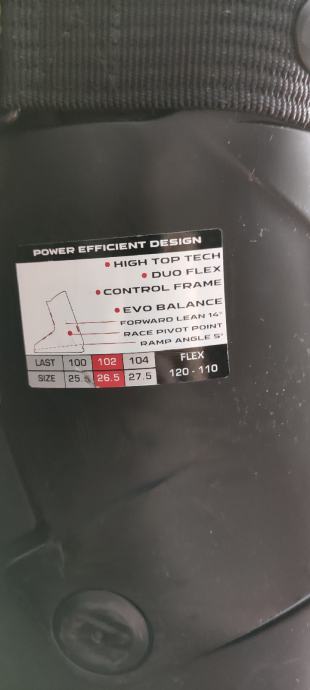 POWER EFFICIENT DESIGN
• HIGH TOP TECH
• DUO FLEX
• CONTROL FRAME
• EVO BALANCE
FORWARD LEAN 14°
RACE PIVOT POINT
RAMP ANGLE 5°
LAST 100 102 104 FLEX
SIZE 25.5 26.5 27.5 120 - 110